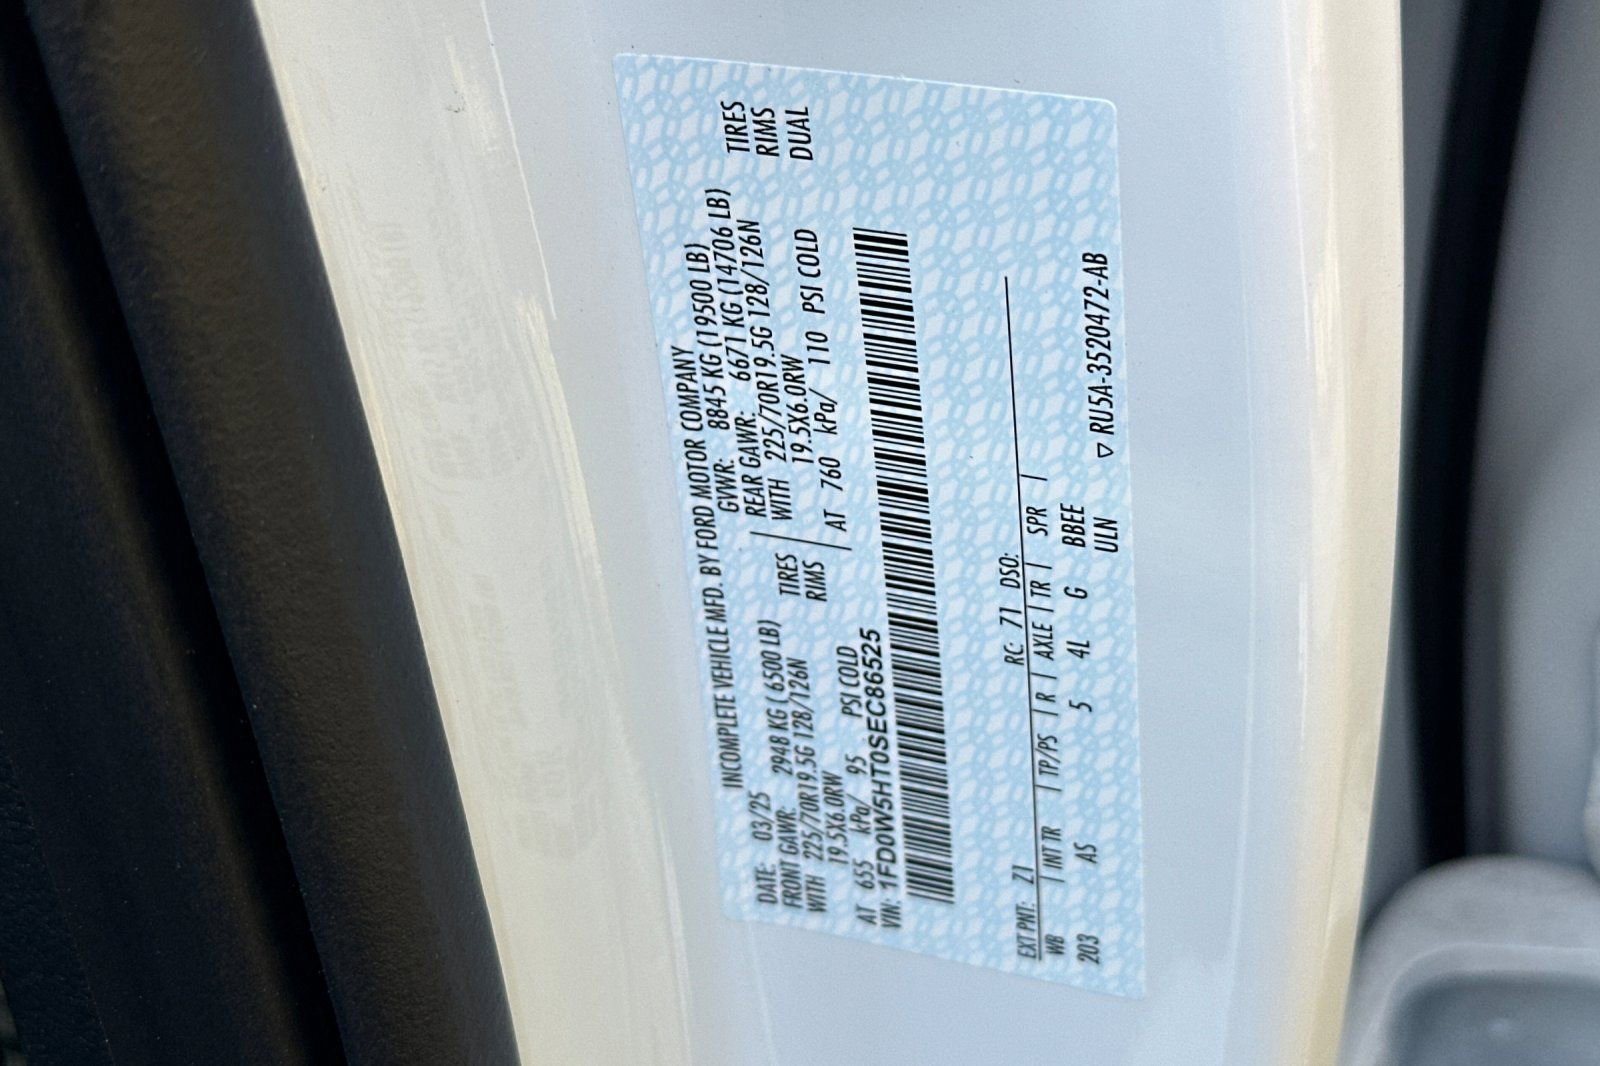 INCOMPLETE VEHICLE MFD. BY FORD MOTOR COMPANY
DATE: 03/25 GVWR: 8845 KG (19500 LB)
FRONT GAWR: 2948 KG ( 6500 LB) REAR GAWR: 6671 KG (14706 LB)
WITH 225/70R19.5G 128/126N TIRES WITH 225/70R19.5G 128/126N TIRES
19.5X6.0RW RIMS 19.5X6.0RW RIMS
AT 655 kPa/ 95 PSI COLD AT 760 kPa/ 110 PSI COLD DUAL
VIN: 1FD0W5HT0SEC86525
EXT PNT: Z1 RC: 71 DSO:
WB | INT TR | TP/PS | R | AXLE | TR | SPR |
203 AS 5 4L G BBEE
ULN ▽ RU5A-3520472-AB